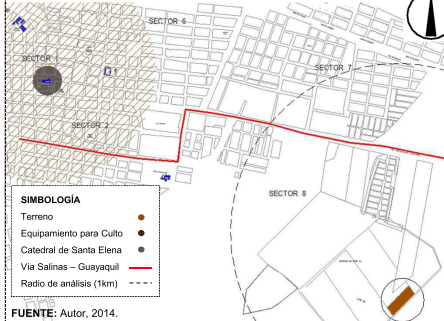 SECTOR 6
SECTOR 1
SECTOR 7
SECTOR 2
SECTOR 8
SIMBOLOGÍA
Terreno
Equipamiento para Culto
Catedral de Santa Elena
Vía Salinas – Guayaquil
Radio de análisis (1km)
FUENTE: Autor, 2014.